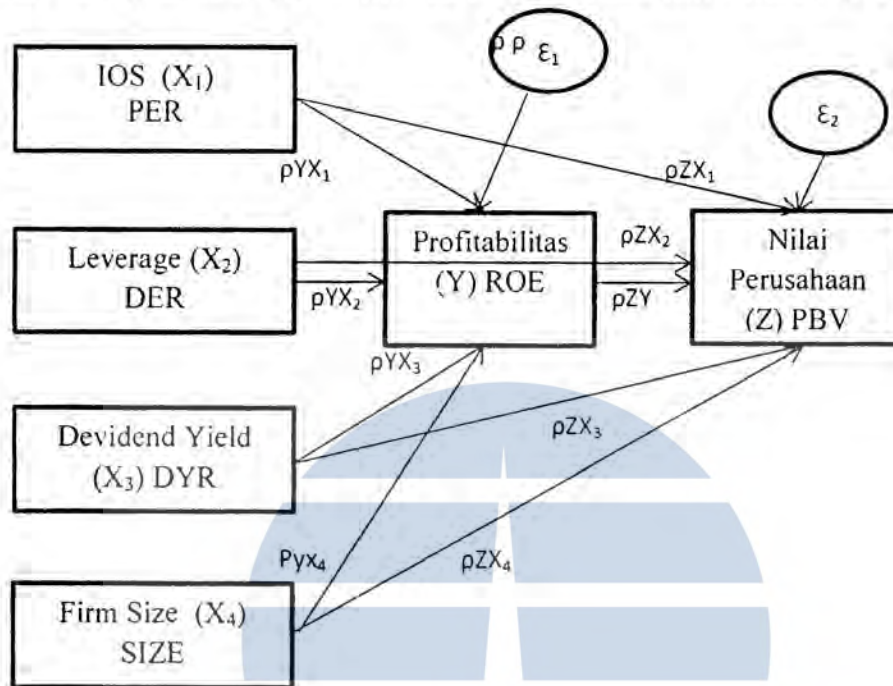 ρ ρ ε₁
IOS (X₁)
PER
ε₂
ρYX₁
ρZX₁
Leverage (X₂)
DER
ρYX₂
Profitabilitas
(Y) ROE
ρZX₂
ρZY
Nilai
Perusahaan
(Z) PBV
ρYX₃
Devidend Yield
(X₃) DYR
ρZX₃
Pyx₄
ρZX₄
Firm Size (X₄)
SIZE